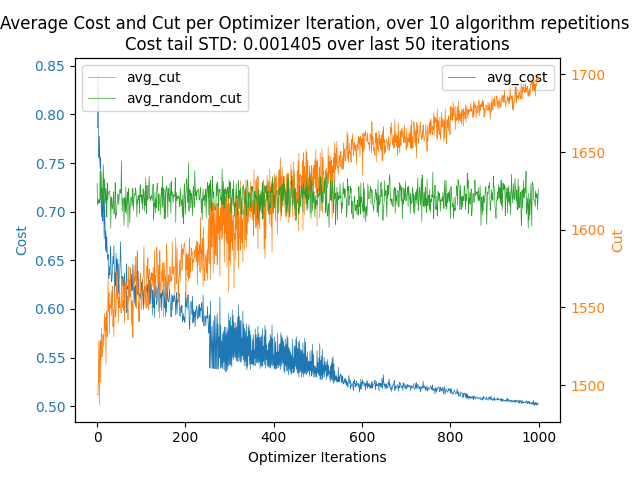 Average Cost and Cut per Optimizer Iteration, over 10 algorithm repetitions
Cost tail STD: 0.001405 over last 50 iterations
avg_cut
avg_random_cut
avg_cost
0.85
0.80
0.75
0.70
0.65
0.60
0.55
0.50
Cost
1700
1650
1600
1550
1500
Cut
0
200
400
600
800
1000
Optimizer Iterations